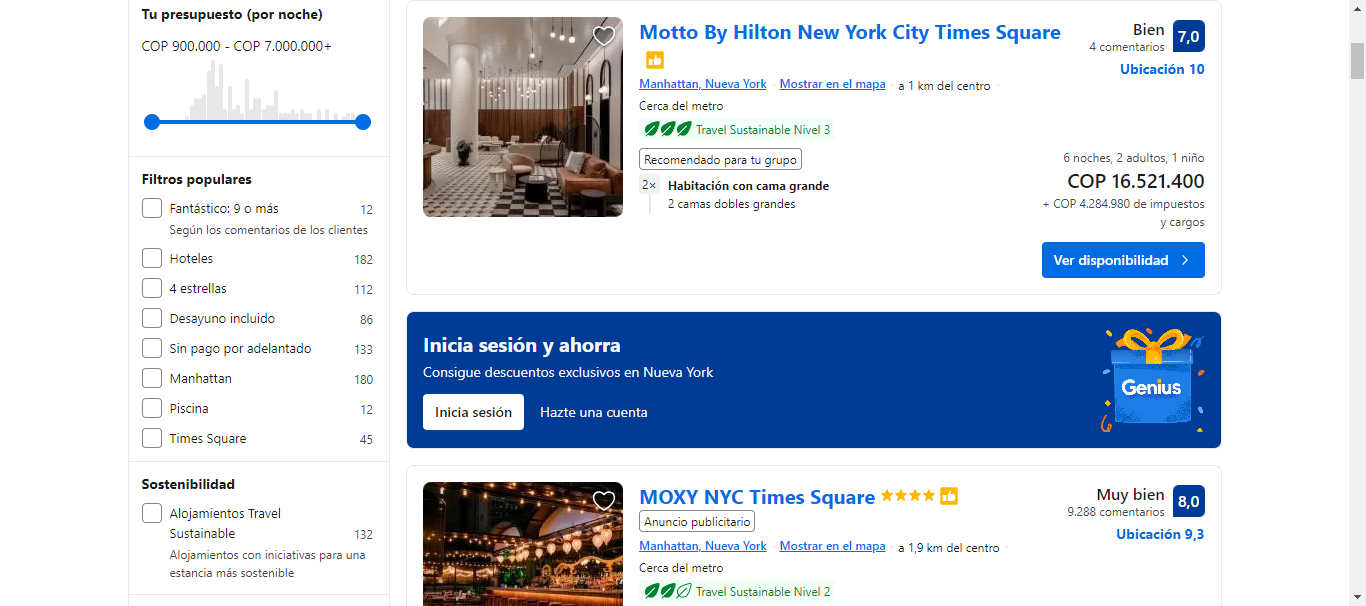 Tu presupuesto (por noche)
COP 900.000 - COP 7.000.000+
Filtros populares
Fantástico: 9 o más 12
Según los comentarios de los clientes
Hoteles 182
4 estrellas 112
Desayuno incluido 86
Sin pago por adelantado 133
Manhattan 180
Piscina 12
Times Square 45
Sostenibilidad
Alojamientos Travel
Sustainable 132
Alojamientos con iniciativas para una
estancia más sostenible
Motto By Hilton New York City Times Square
Manhattan, Nueva York · Mostrar en el mapa · a 1 km del centro ·
Cerca del metro
Travel Sustainable Nivel 3
Recomendado para tu grupo
2× Habitación con cama grande
2 camas dobles grandes
Bien 7,0
4 comentarios
Ubicación 10
6 noches, 2 adultos, 1 niño
COP 16.521.400
+ COP 4.284.980 de impuestos
y cargos
Ver disponibilidad
Inicia sesión y ahorra
Consigue descuentos exclusivos en Nueva York
Inicia sesión Hazte una cuenta
Genius
MOXY NYC Times Square
Anuncio publicitario
Manhattan, Nueva York · Mostrar en el mapa · a 1,9 km del centro ·
Cerca del metro
Travel Sustainable Nivel 2
Muy bien 8,0
9.288 comentarios
Ubicación 9,3